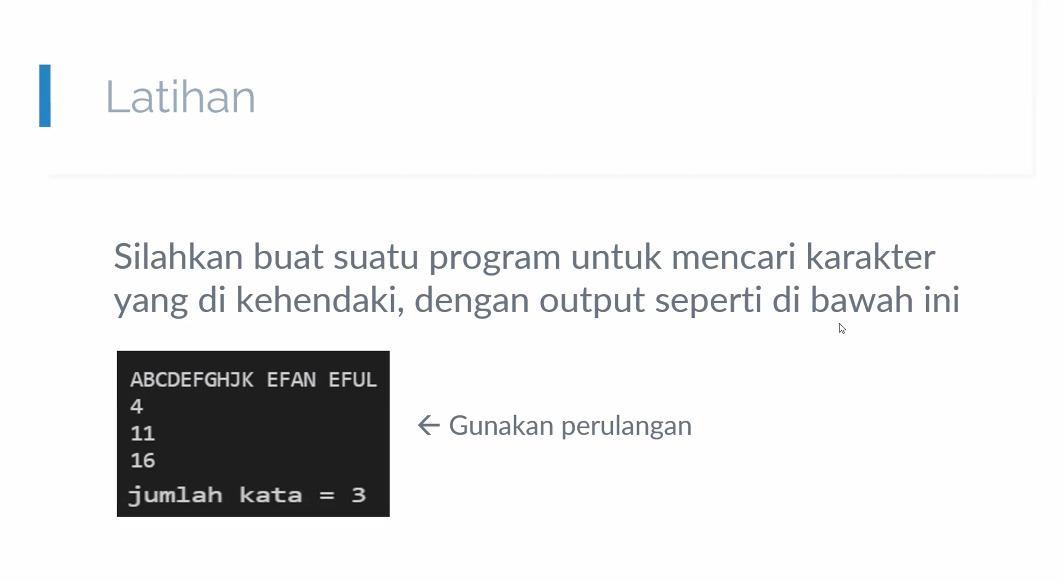 Latihan
Silahkan buat suatu program untuk mencari karakter
yang di kehendaki, dengan output seperti di bawah ini
ABCDEFGHJK EFAN EFUL
4
11
16
jumlah kata = 3
← Gunakan perulangan